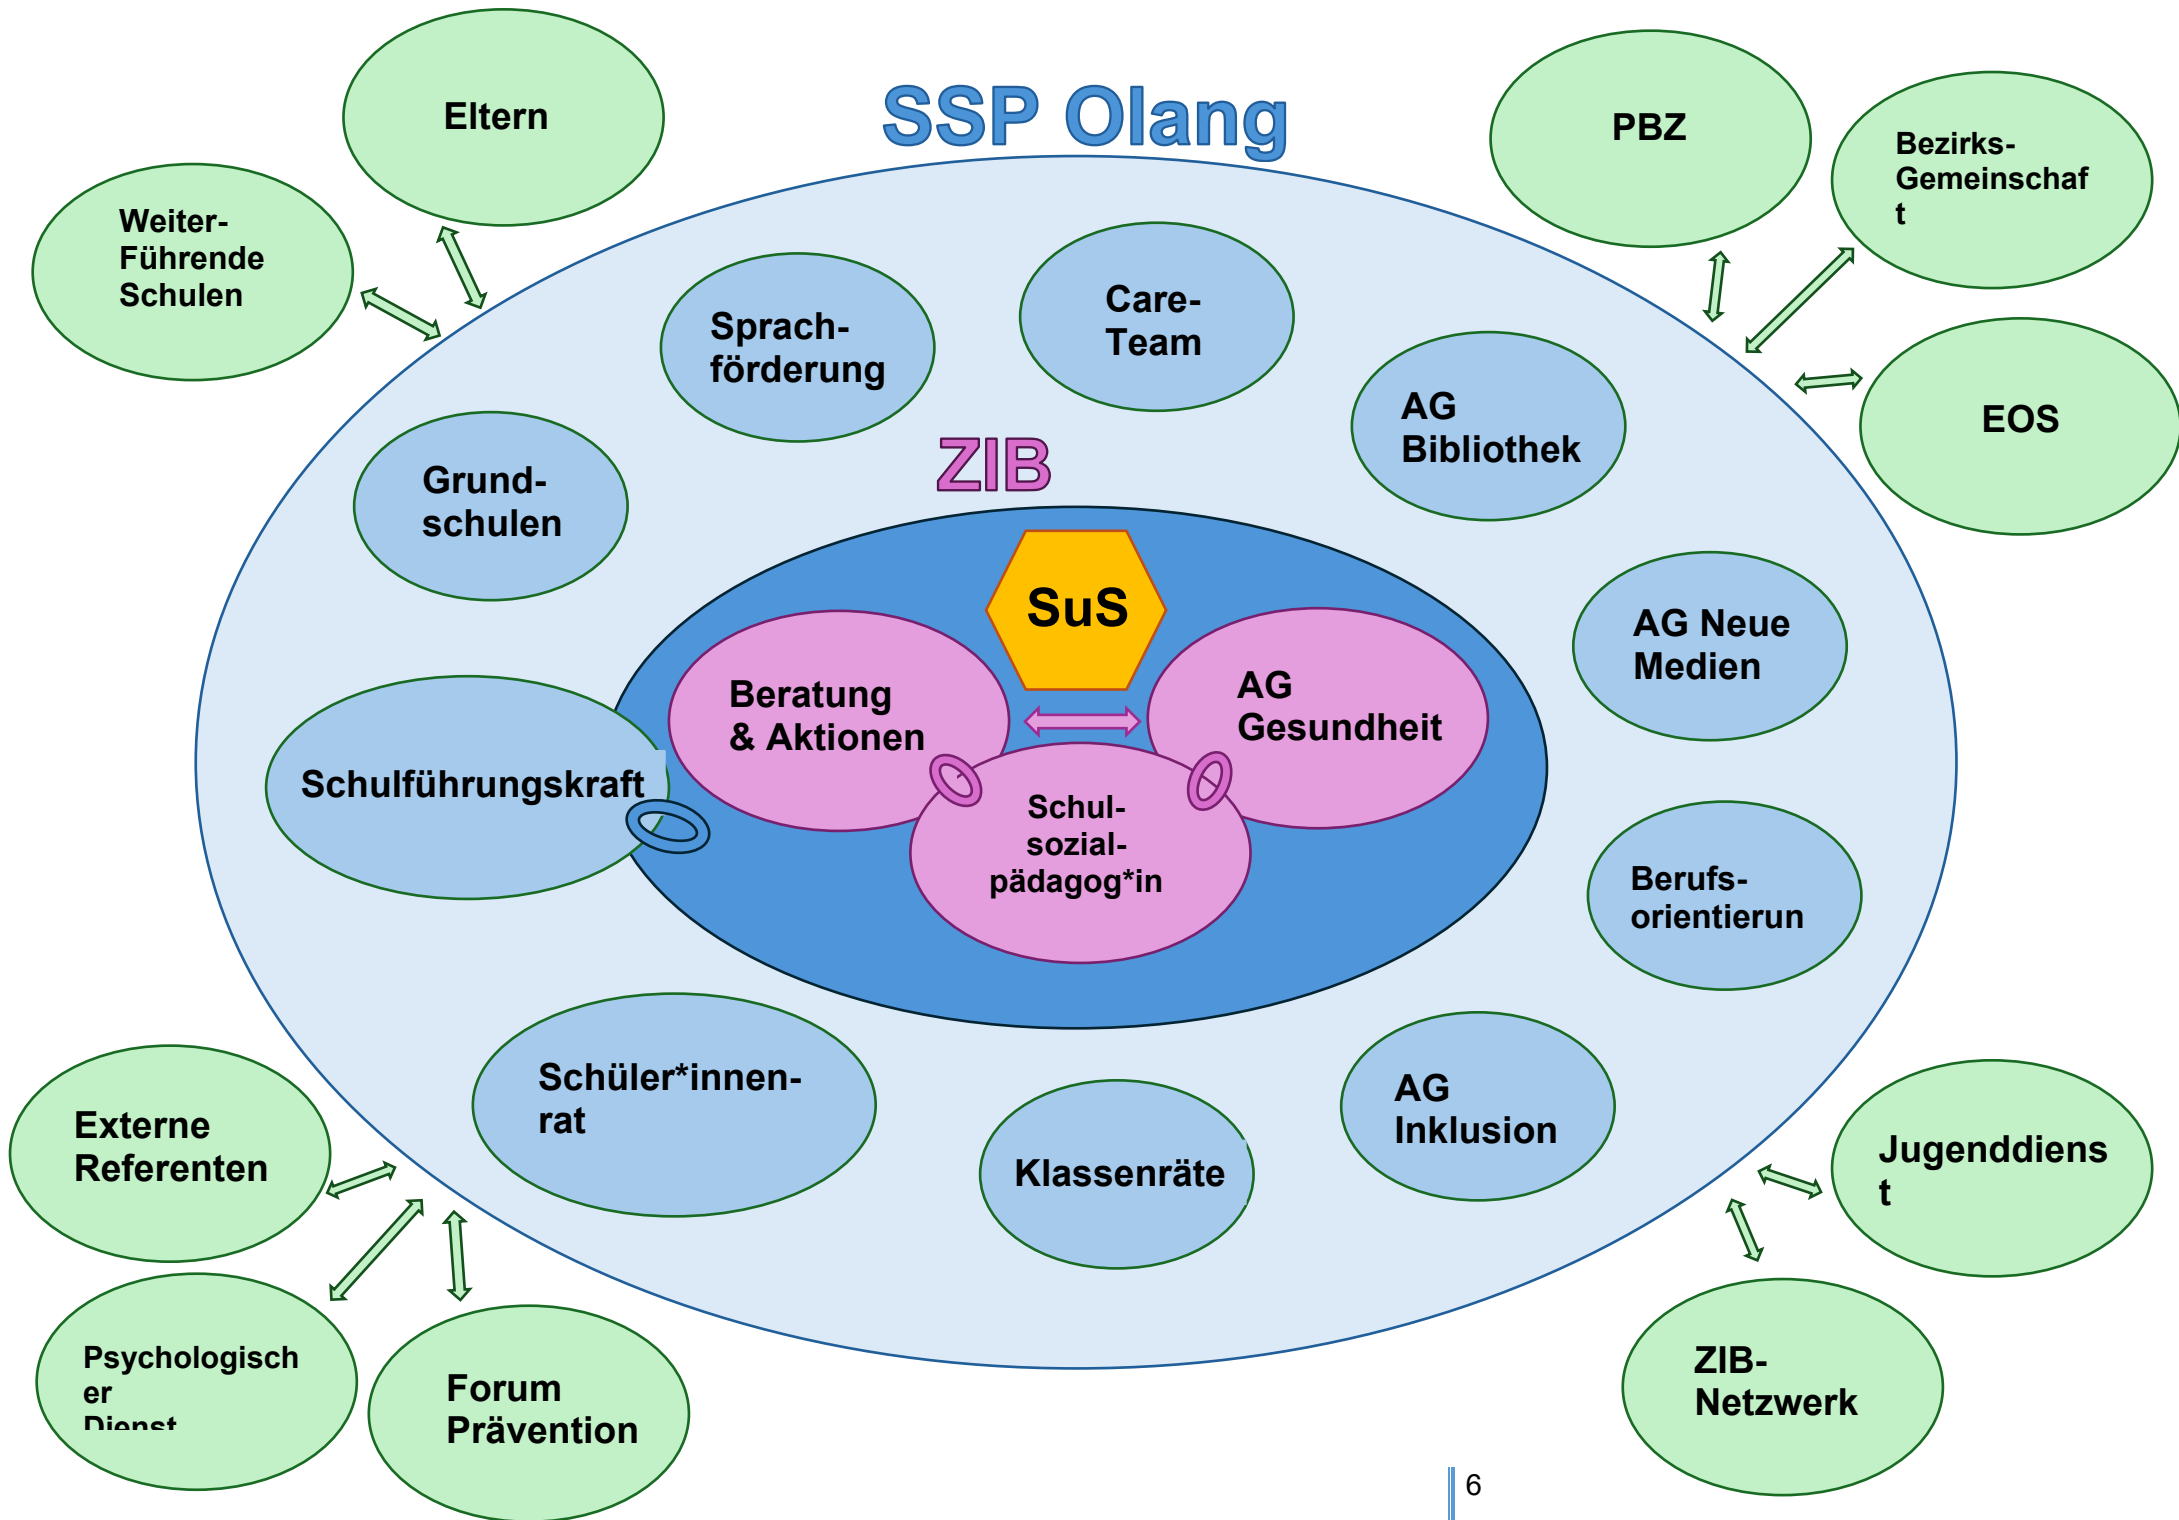 SSP Olang
Eltern
Weiter-
Führende
Schulen
PBZ
Bezirks-
Gemeinschaf
t
EOS
Sprach-
förderung
Care-
Team
AG
Bibliothek
Grund-
schulen
ZIB
SuS
AG Neue
Medien
Beratung
& Aktionen
AG
Gesundheit
Schulführungskraft
Schul-
sozial-
pädagog*in
Berufs-
orientierun
Schüler*innen-
rat
Klassenräte
AG
Inklusion
Externe
Referenten
Jugenddiens
t
Psychologisch
er
Dienst
Forum
Prävention
ZIB-
Netzwerk
6